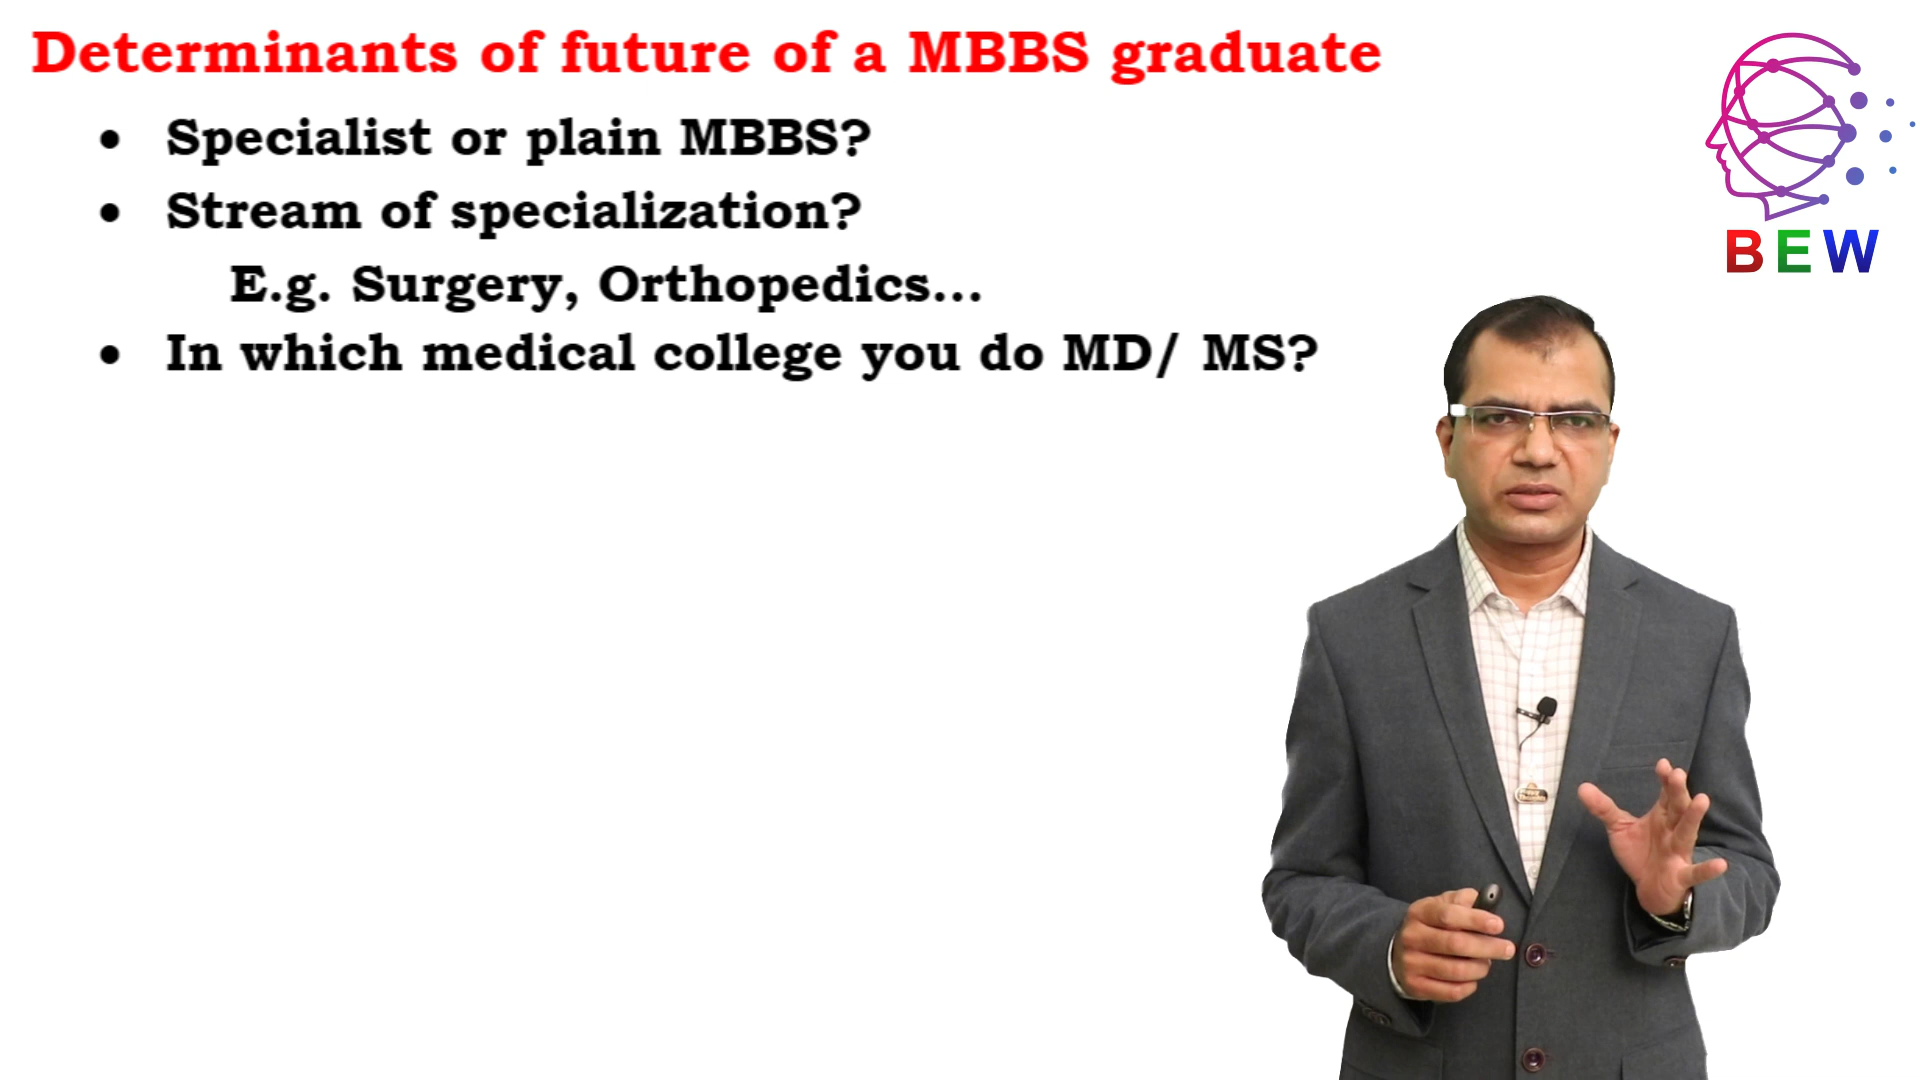 Determinants of future of a MBBS graduate
• Specialist or plain MBBS?
• Stream of specialization?
E.g. Surgery, Orthopedics...
• In which medical college you do MD/ MS?
BEW